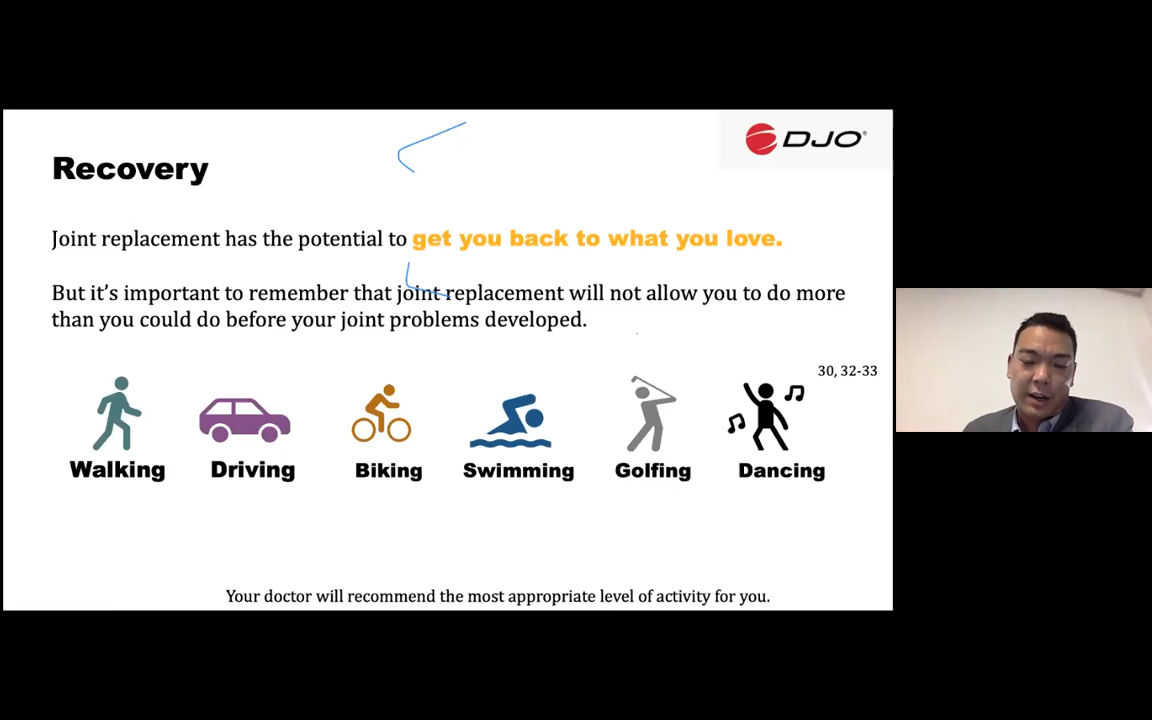 DJO®
Recovery
Joint replacement has the potential to get you back to what you love.
But it’s important to remember that joint replacement will not allow you to do more
than you could do before your joint problems developed.
30, 32-33
Walking Driving Biking Swimming Golfing Dancing
Your doctor will recommend the most appropriate level of activity for you.